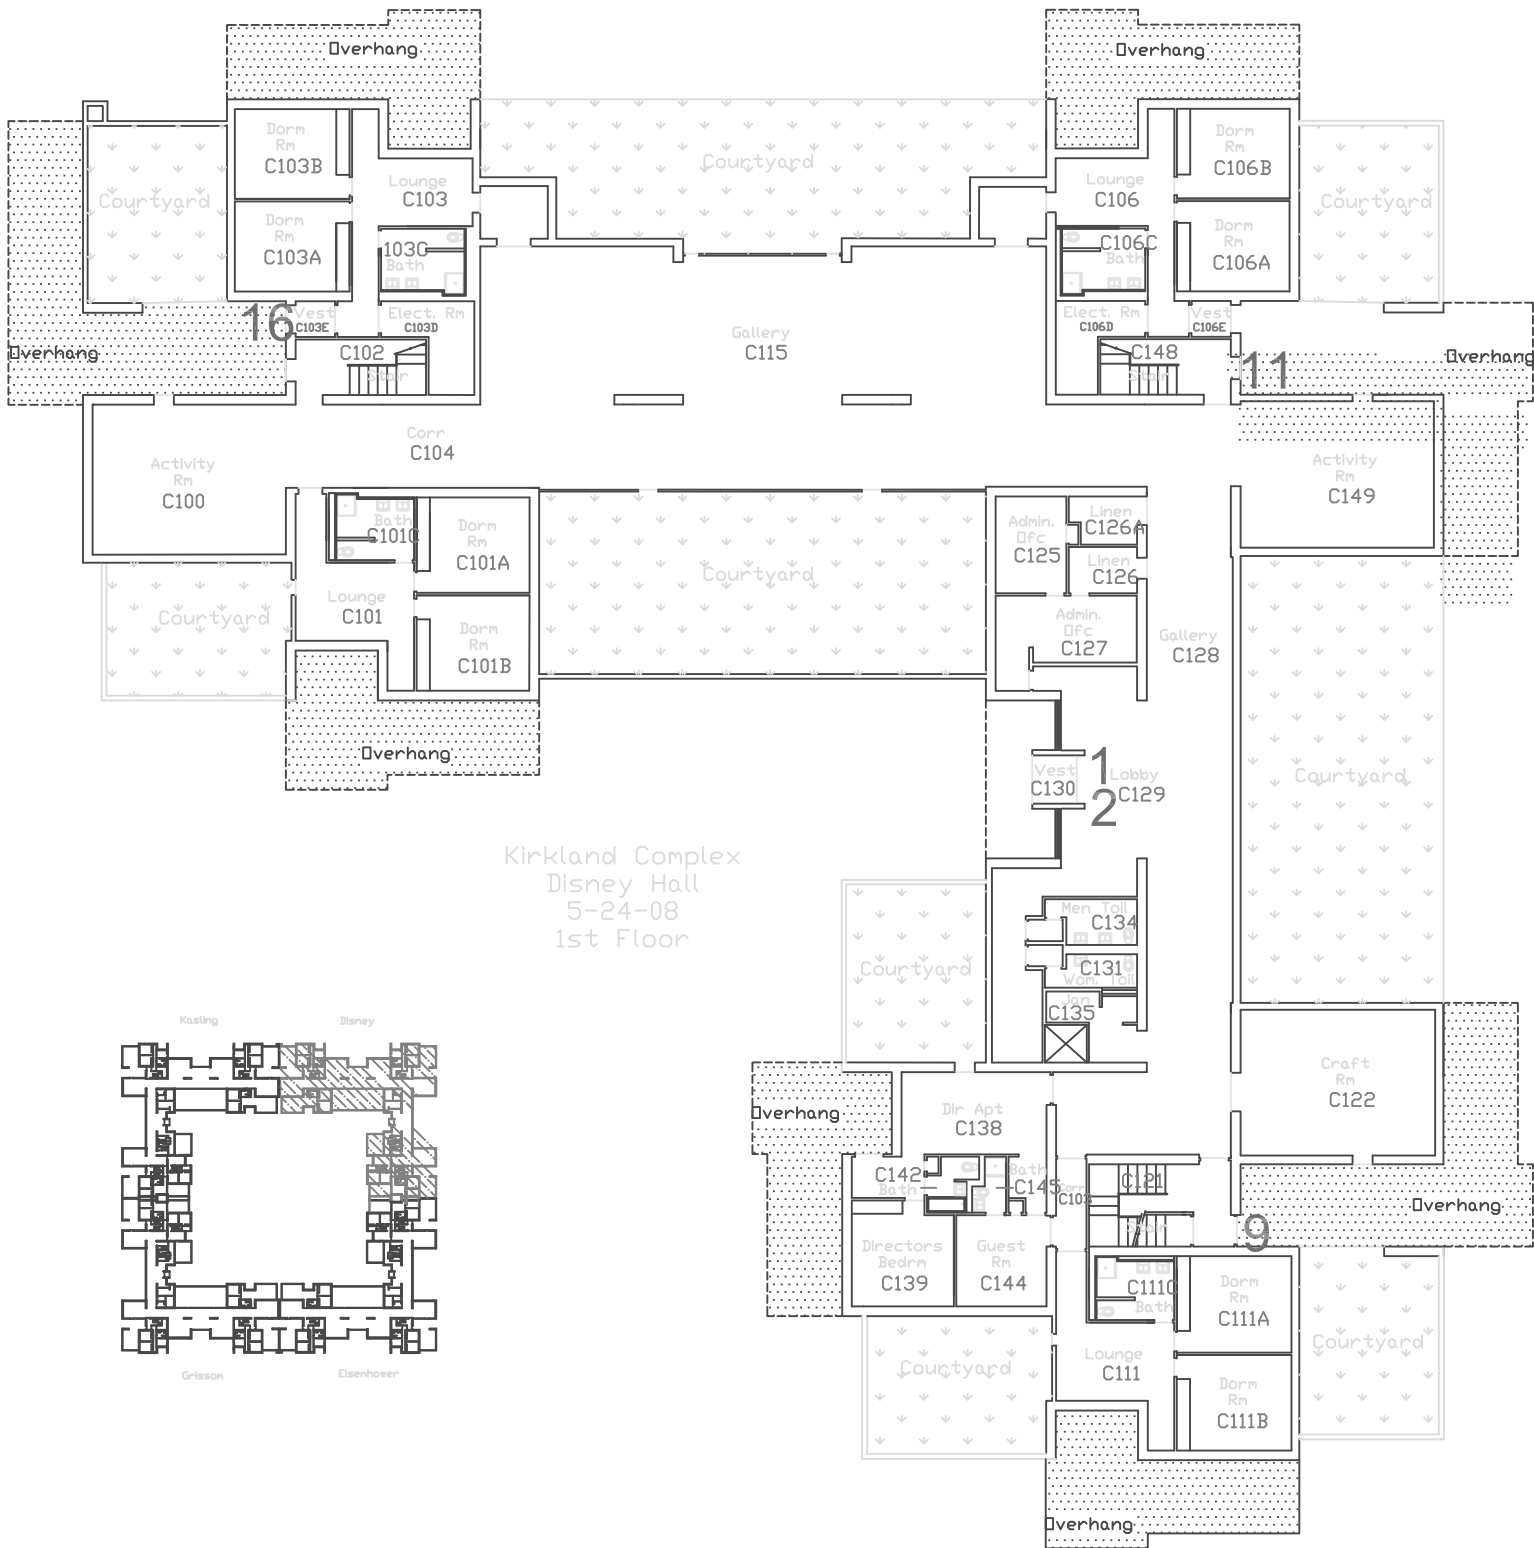 Overhang
Overhang
Dorm
Rm
C103B
Lounge
C103
Courtyard
Lounge
C106
Dorm
Rm
C106B
Courtyard
Courtyard
Dorm
Rm
C103A
103C
Bath
C106C
Bath
Dorm
Rm
C106A
16
Vest
C103E
Elect. Rm
C103D
Gallery
C115
Elect. Rm
C106D
Vest
C106E
Overhang
C102
Stair
C148
Stair
11
Overhang
Corr
C104
Activity
Rm
C100
Activity
Rm
C149
Bath
C101C
Dorm
Rm
C101A
Courtyard
Admin.
Ofc
C125
Linen
C126A
Linen
C126
Courtyard
Lounge
C101
Dorm
Rm
C101B
Admin.
Ofc
C127
Gallery
C128
Overhang
Vest
C130
1
2
Lobby
C129
Courtyard
Kirkland Complex
Disney Hall
5-24-08
1st Floor
Men Toil
C134
Courtyard
C131
Wom. Toil
Jan
C135
Kasling
Disney
Craft
Rm
C122
Overhang
Dir Apt
C138
C142
Bath
Bath
C145
Corr
C103
C121
Stair
Overhang
9
Directors
Bedrm
C139
Guest
Rm
C144
C111C
Bath
Dorm
Rm
C111A
Courtyard
Courtyard
Lounge
C111
Dorm
Rm
C111B
Grissom
Eisenhower
Overhang